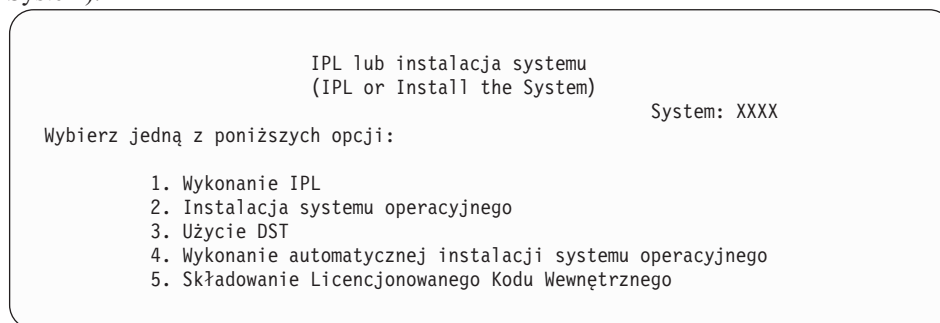 IPL lub instalacja systemu
(IPL or Install the System)
System: XXXX
Wybierz jedną z poniższych opcji:
1. Wykonanie IPL
2. Instalacja systemu operacyjnego
3. Użycie DST
4. Wykonanie automatycznej instalacji systemu operacyjnego
5. Składowanie Licencjonowanego Kodu Wewnętrznego